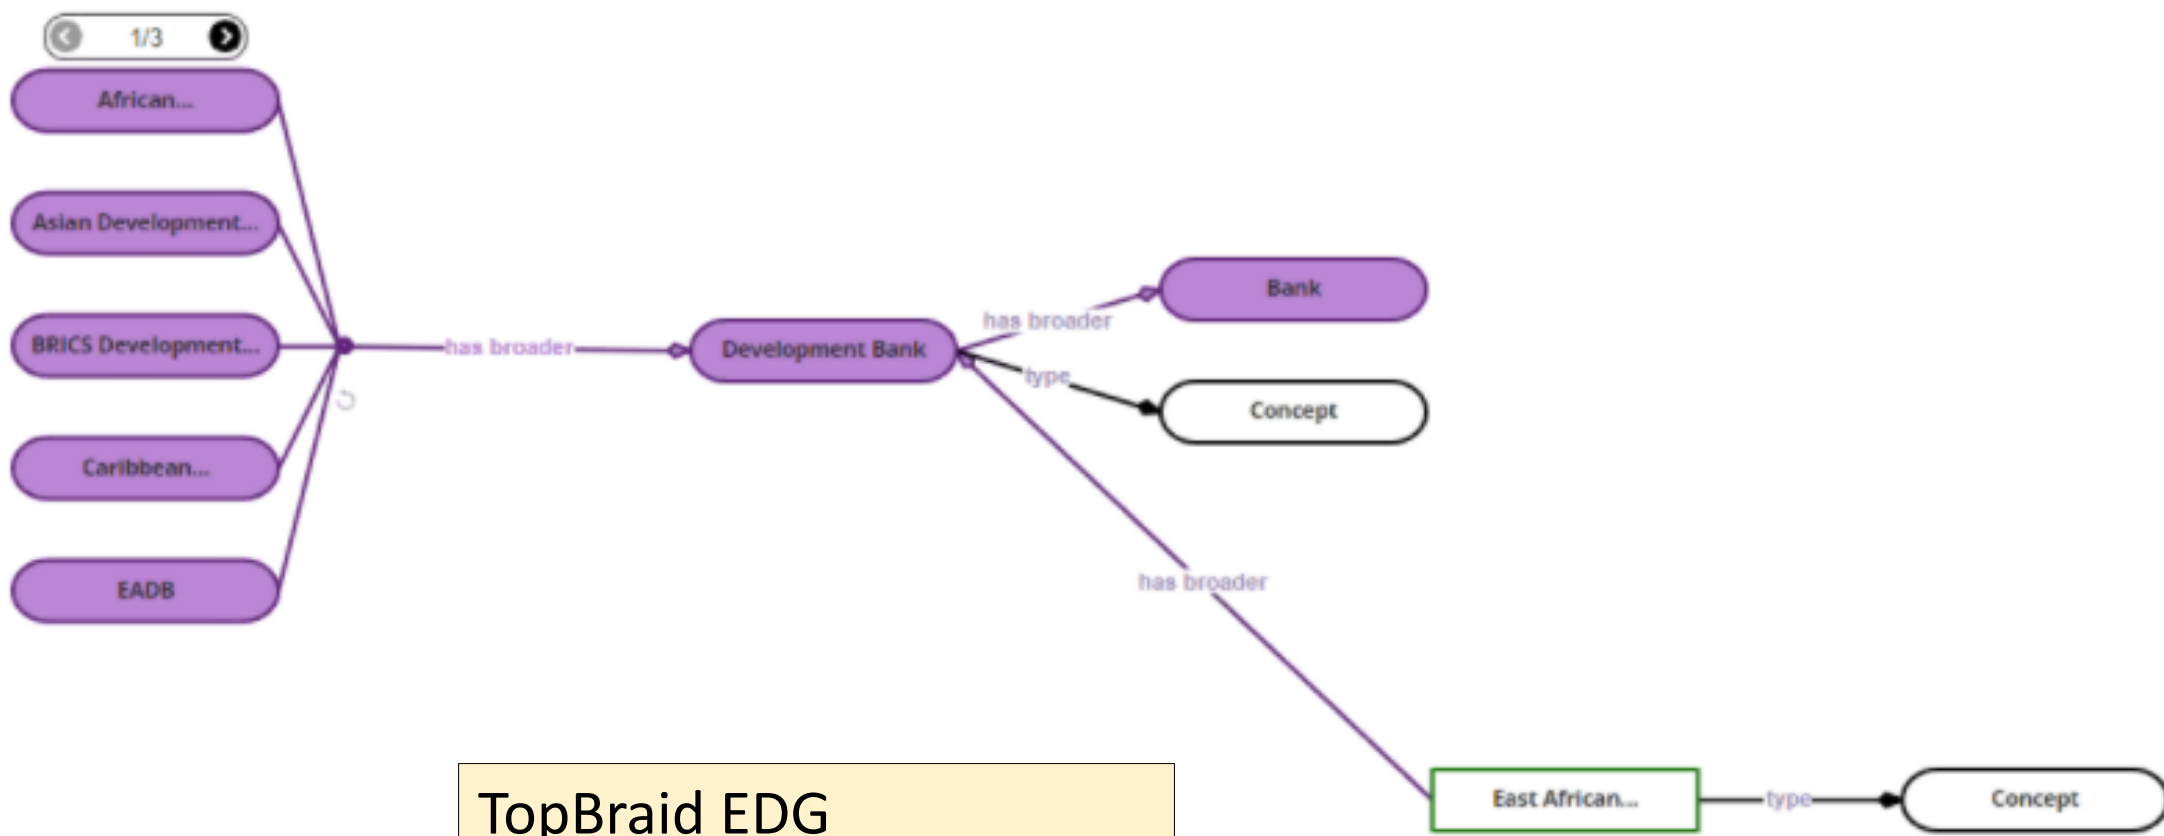 1/3
African...
Asian Development...
BRICS Development...
Caribbean...
EADB
has broader
Development Bank
has broader
Bank
type
Concept
has broader
East African...
type
Concept
TopBraid EDG